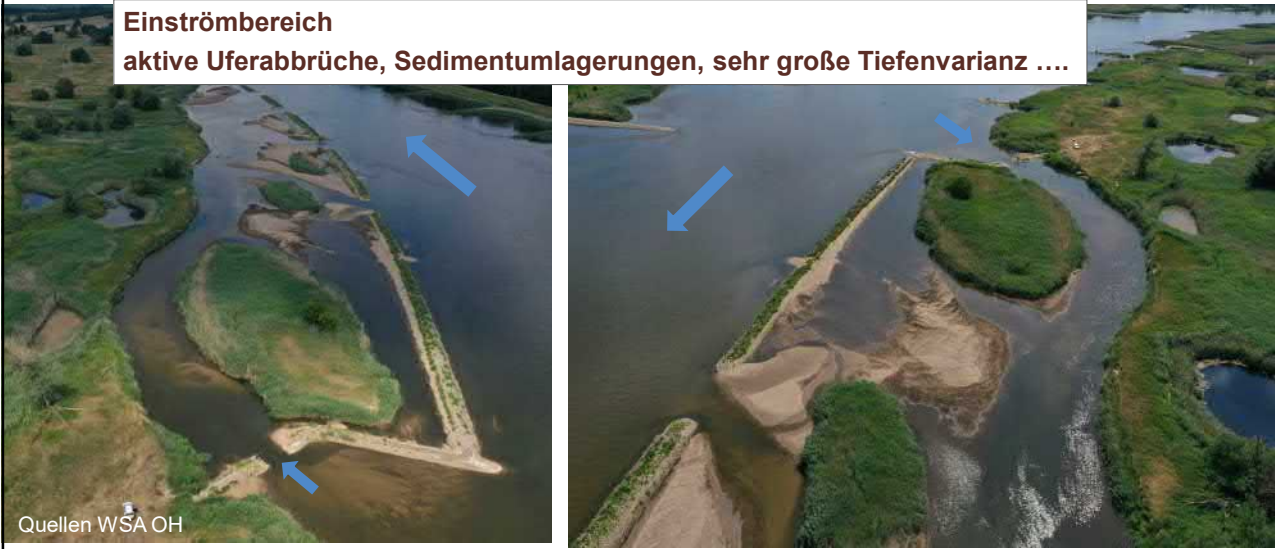 Einströmbereich
aktive Uferabbrüche, Sedimentumlagerungen, sehr große Tiefenvarianz ….
Quellen WSA OH